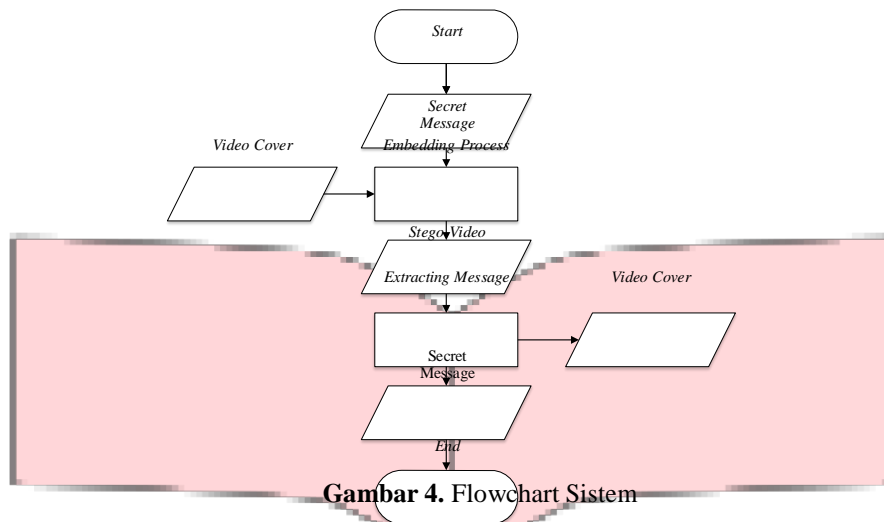 Start
Secret
Message
Video Cover
Embedding Process
Stego Video
Extracting Message
Video Cover
Secret
Message
End
Gambar 4. Flowchart Sistem